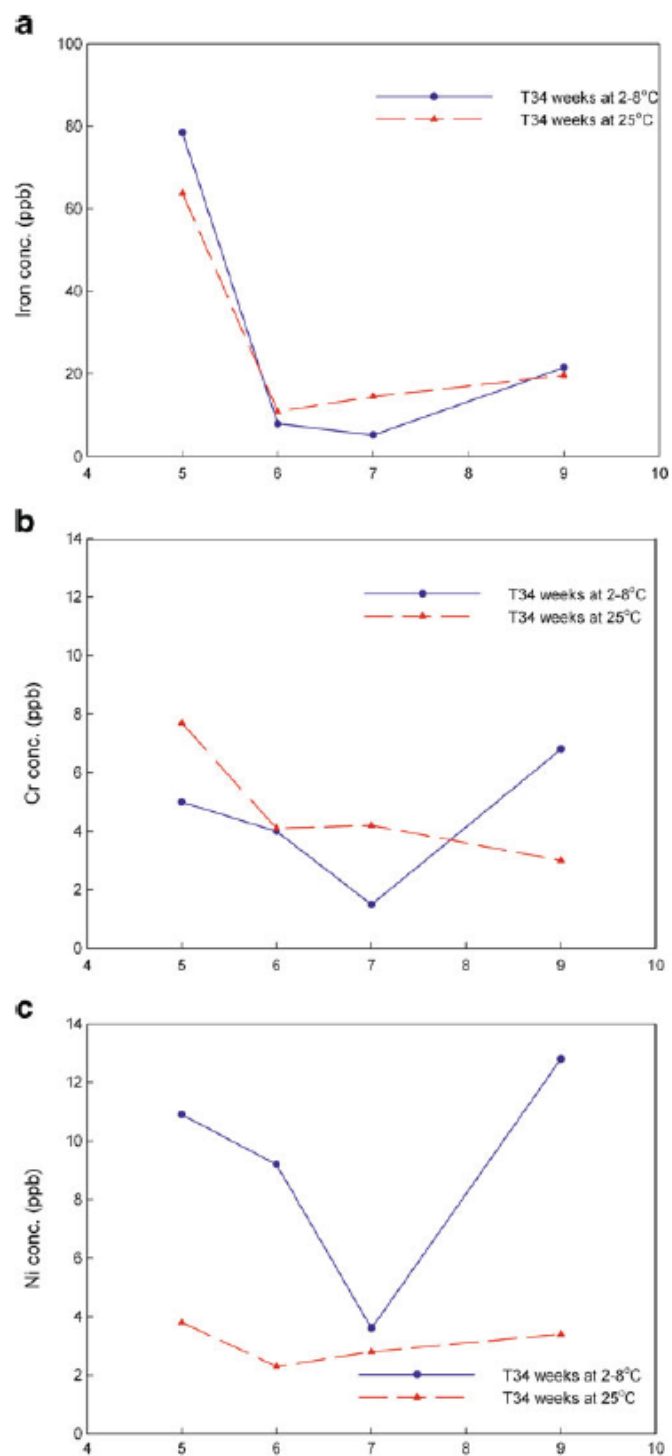 a
100
80
60
40
20
0
Iron conc. (ppb)
T34 weeks at 2-8°C
T34 weeks at 25°C
4 5 6 7 8 9 10
b
14
12
10
8
6
4
2
0
Cr conc. (ppb)
T34 weeks at 2-8°C
T34 weeks at 25°C
4 5 6 7 8 9 10
c
14
12
10
8
6
4
2
0
Ni conc. (ppb)
T34 weeks at 2-8°C
T34 weeks at 25°C
4 5 6 7 8 9 10